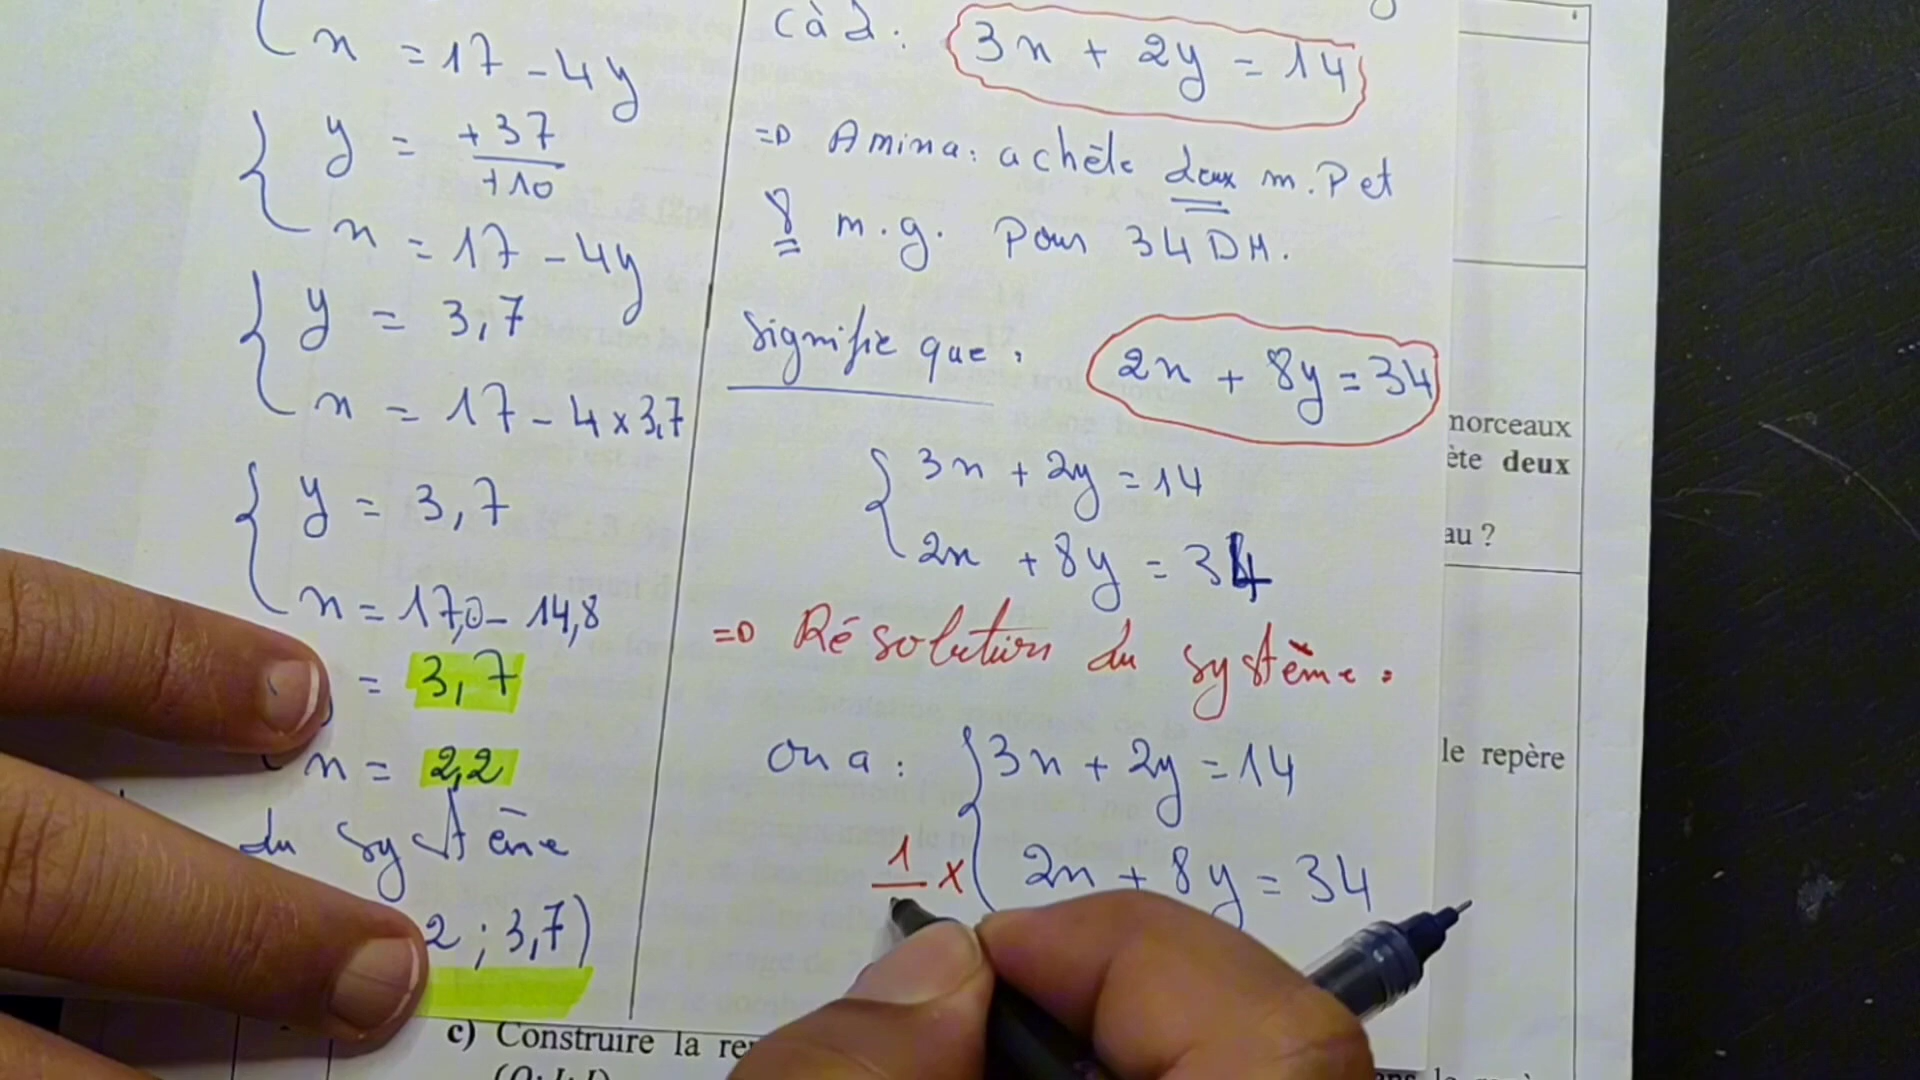 x = 17 - 4y
y = +37/+10
x = 17 - 4y
y = 3,7
x = 17 - 4 x 3,7
y = 3,7
x = 17,0 - 14,8
= 3,7
x = 2,2
du système
2 ; 3,7)
c) Construire la re
(O; I; J)
càd : 3x + 2y = 14
=> Amina : achète deux m.P et
8 m.g. Pour 34 DH.
signifie que : 2x + 8y = 34
3x + 2y = 14
2x + 8y = 34
=> Résolution du système :
on a : 3x + 2y = 14
1 x 2x + 8y = 34
morceaux
ète deux
au ?
le repère